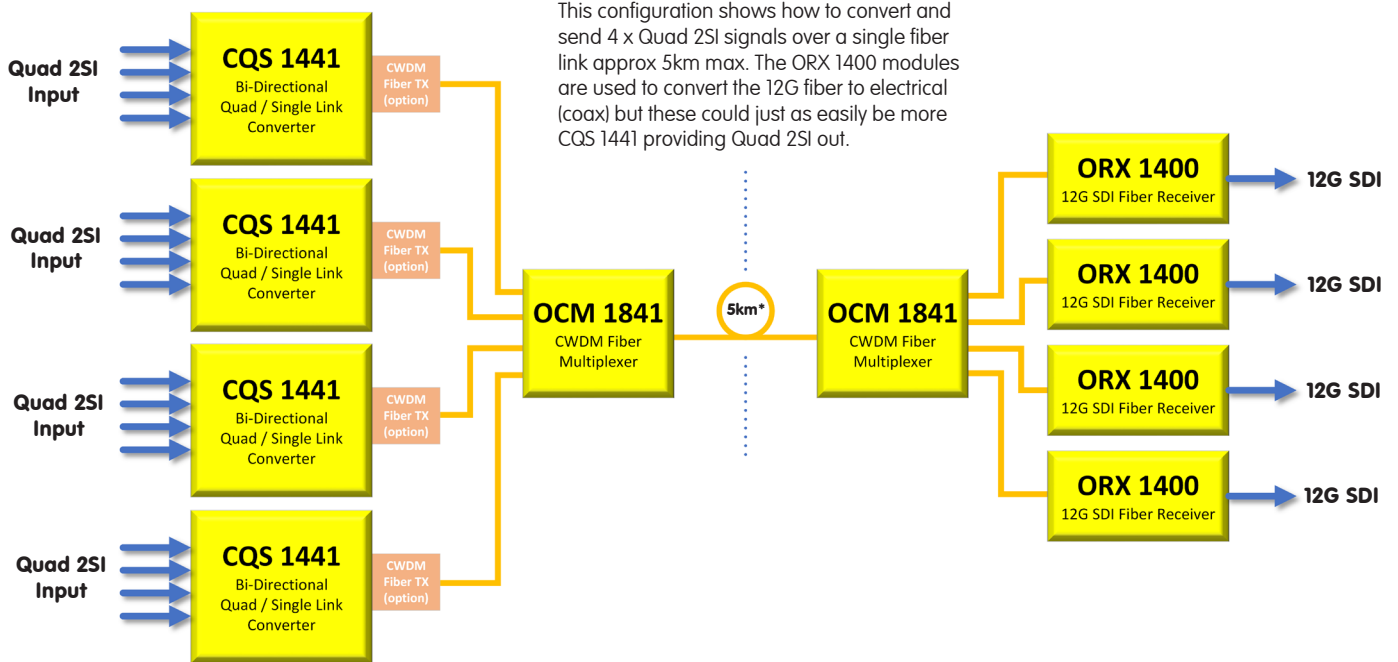 This configuration shows how to convert and
send 4 x Quad 2SI signals over a single fiber
link approx 5km max. The ORX 1400 modules
are used to convert the 12G fiber to electrical
(coax) but these could just as easily be more
CQS 1441 providing Quad 2SI out.
Quad 2SI
Input
CQS 1441
Bi-Directional
Quad / Single Link
Converter
CWDM
Fiber TX
(option)
Quad 2SI
Input
CQS 1441
Bi-Directional
Quad / Single Link
Converter
CWDM
Fiber TX
(option)
Quad 2SI
Input
CQS 1441
Bi-Directional
Quad / Single Link
Converter
CWDM
Fiber TX
(option)
Quad 2SI
Input
CQS 1441
Bi-Directional
Quad / Single Link
Converter
CWDM
Fiber TX
(option)
OCM 1841
CWDM Fiber
Multiplexer
5km*
OCM 1841
CWDM Fiber
Multiplexer
ORX 1400
12G SDI Fiber Receiver
12G SDI
ORX 1400
12G SDI Fiber Receiver
12G SDI
ORX 1400
12G SDI Fiber Receiver
12G SDI
ORX 1400
12G SDI Fiber Receiver
12G SDI